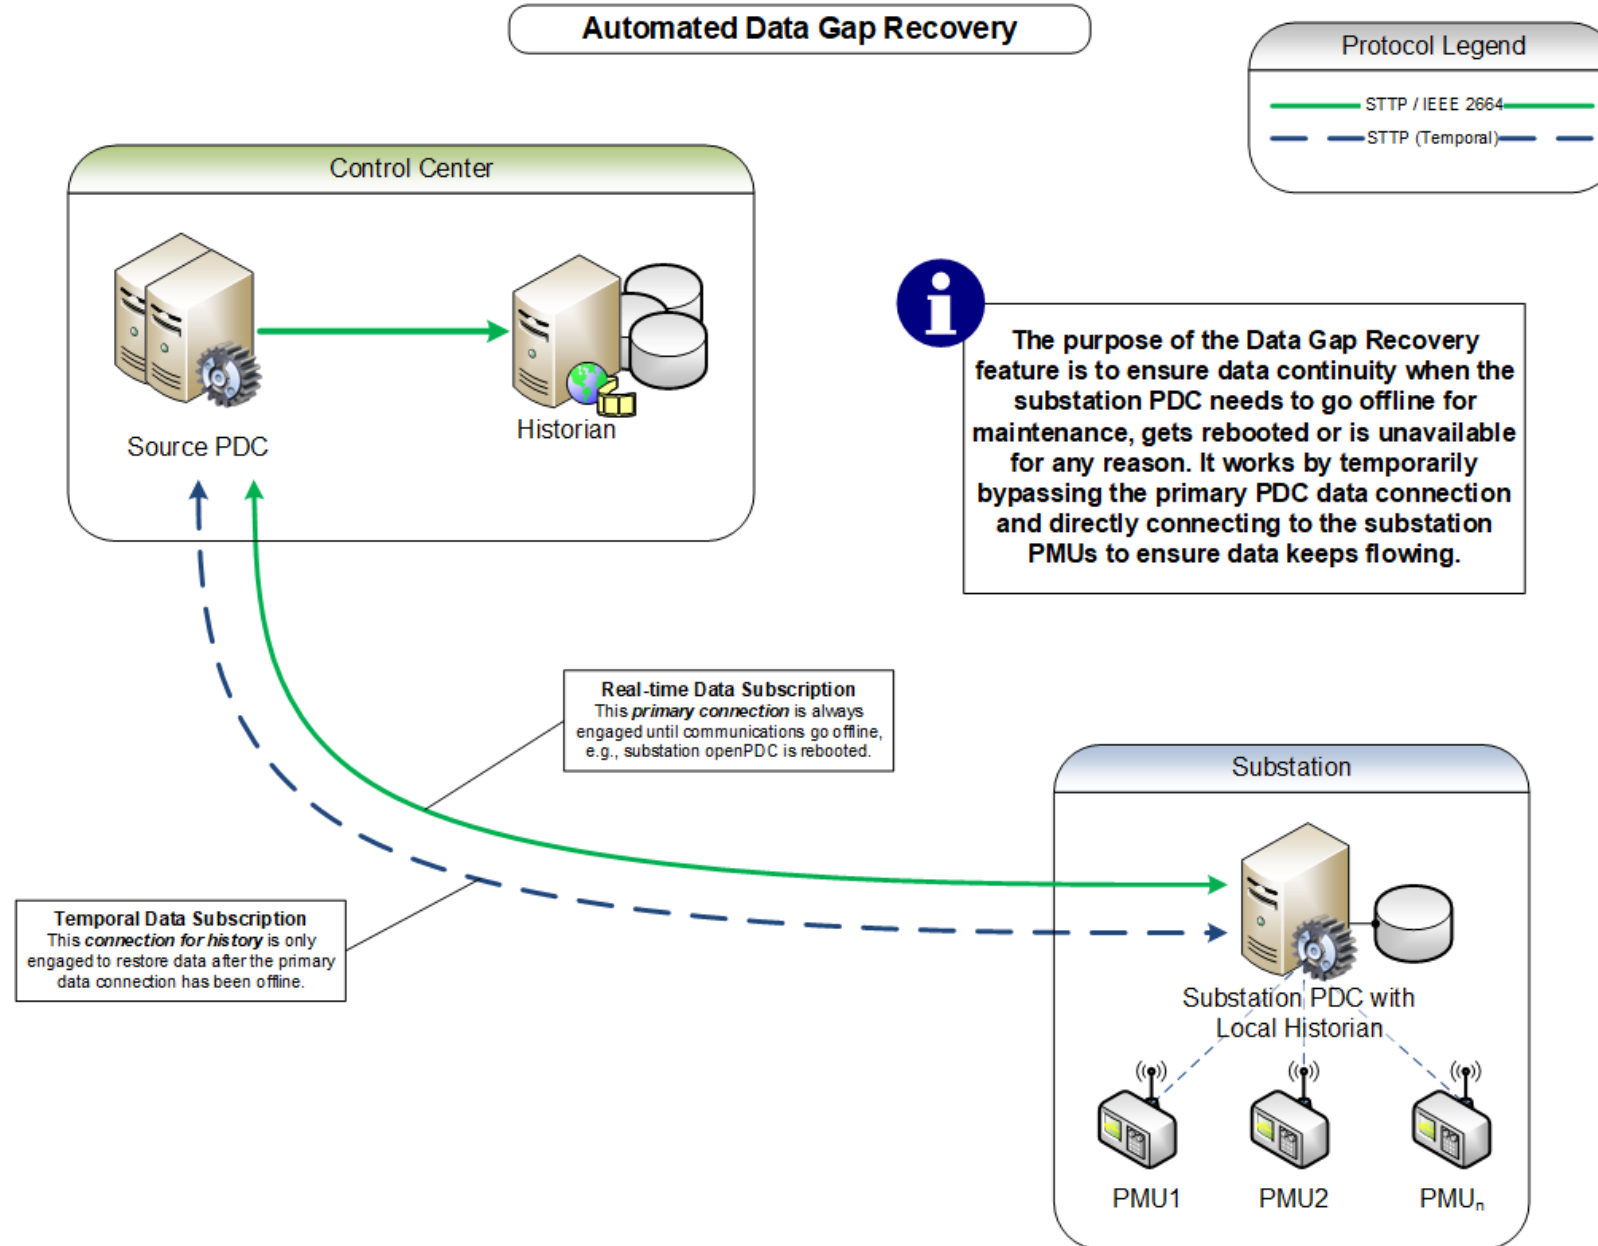 Automated Data Gap Recovery
Protocol Legend
STTP / IEEE 2664
STTP (Temporal)
Control Center
Source PDC
Historian
The purpose of the Data Gap Recovery
feature is to ensure data continuity when the
substation PDC needs to go offline for
maintenance, gets rebooted or is unavailable
for any reason. It works by temporarily
bypassing the primary PDC data connection
and directly connecting to the substation
PMUs to ensure data keeps flowing.
Real-time Data Subscription
This primary connection is always
engaged until communications go offline,
e.g., substation openPDC is rebooted.
Temporal Data Subscription
This connection for history is only
engaged to restore data after the primary
data connection has been offline.
Substation
Substation PDC with
Local Historian
PMU1
PMU2
PMUn